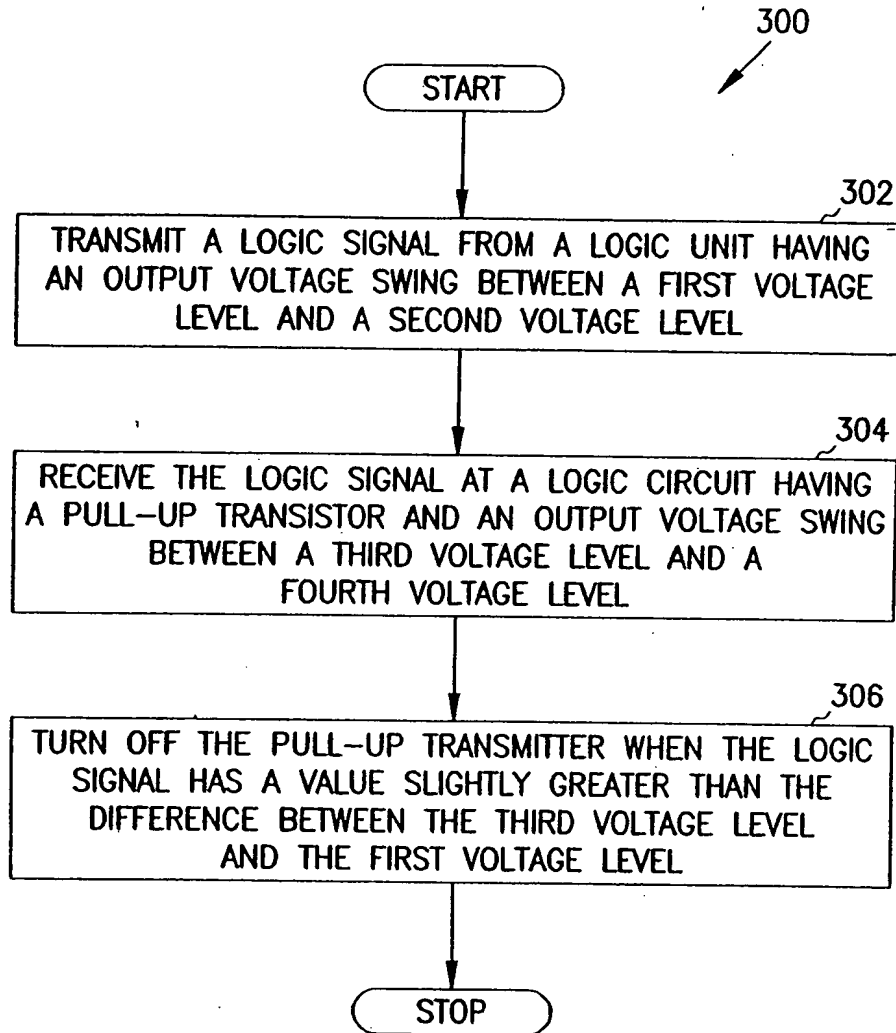 300
START
302
TRANSMIT A LOGIC SIGNAL FROM A LOGIC UNIT HAVING
AN OUTPUT VOLTAGE SWING BETWEEN A FIRST VOLTAGE
LEVEL AND A SECOND VOLTAGE LEVEL
304
RECEIVE THE LOGIC SIGNAL AT A LOGIC CIRCUIT HAVING
A PULL-UP TRANSISTOR AND AN OUTPUT VOLTAGE SWING
BETWEEN A THIRD VOLTAGE LEVEL AND A
FOURTH VOLTAGE LEVEL
306
TURN OFF THE PULL-UP TRANSMITTER WHEN THE LOGIC
SIGNAL HAS A VALUE SLIGHTLY GREATER THAN THE
DIFFERENCE BETWEEN THE THIRD VOLTAGE LEVEL
AND THE FIRST VOLTAGE LEVEL
STOP